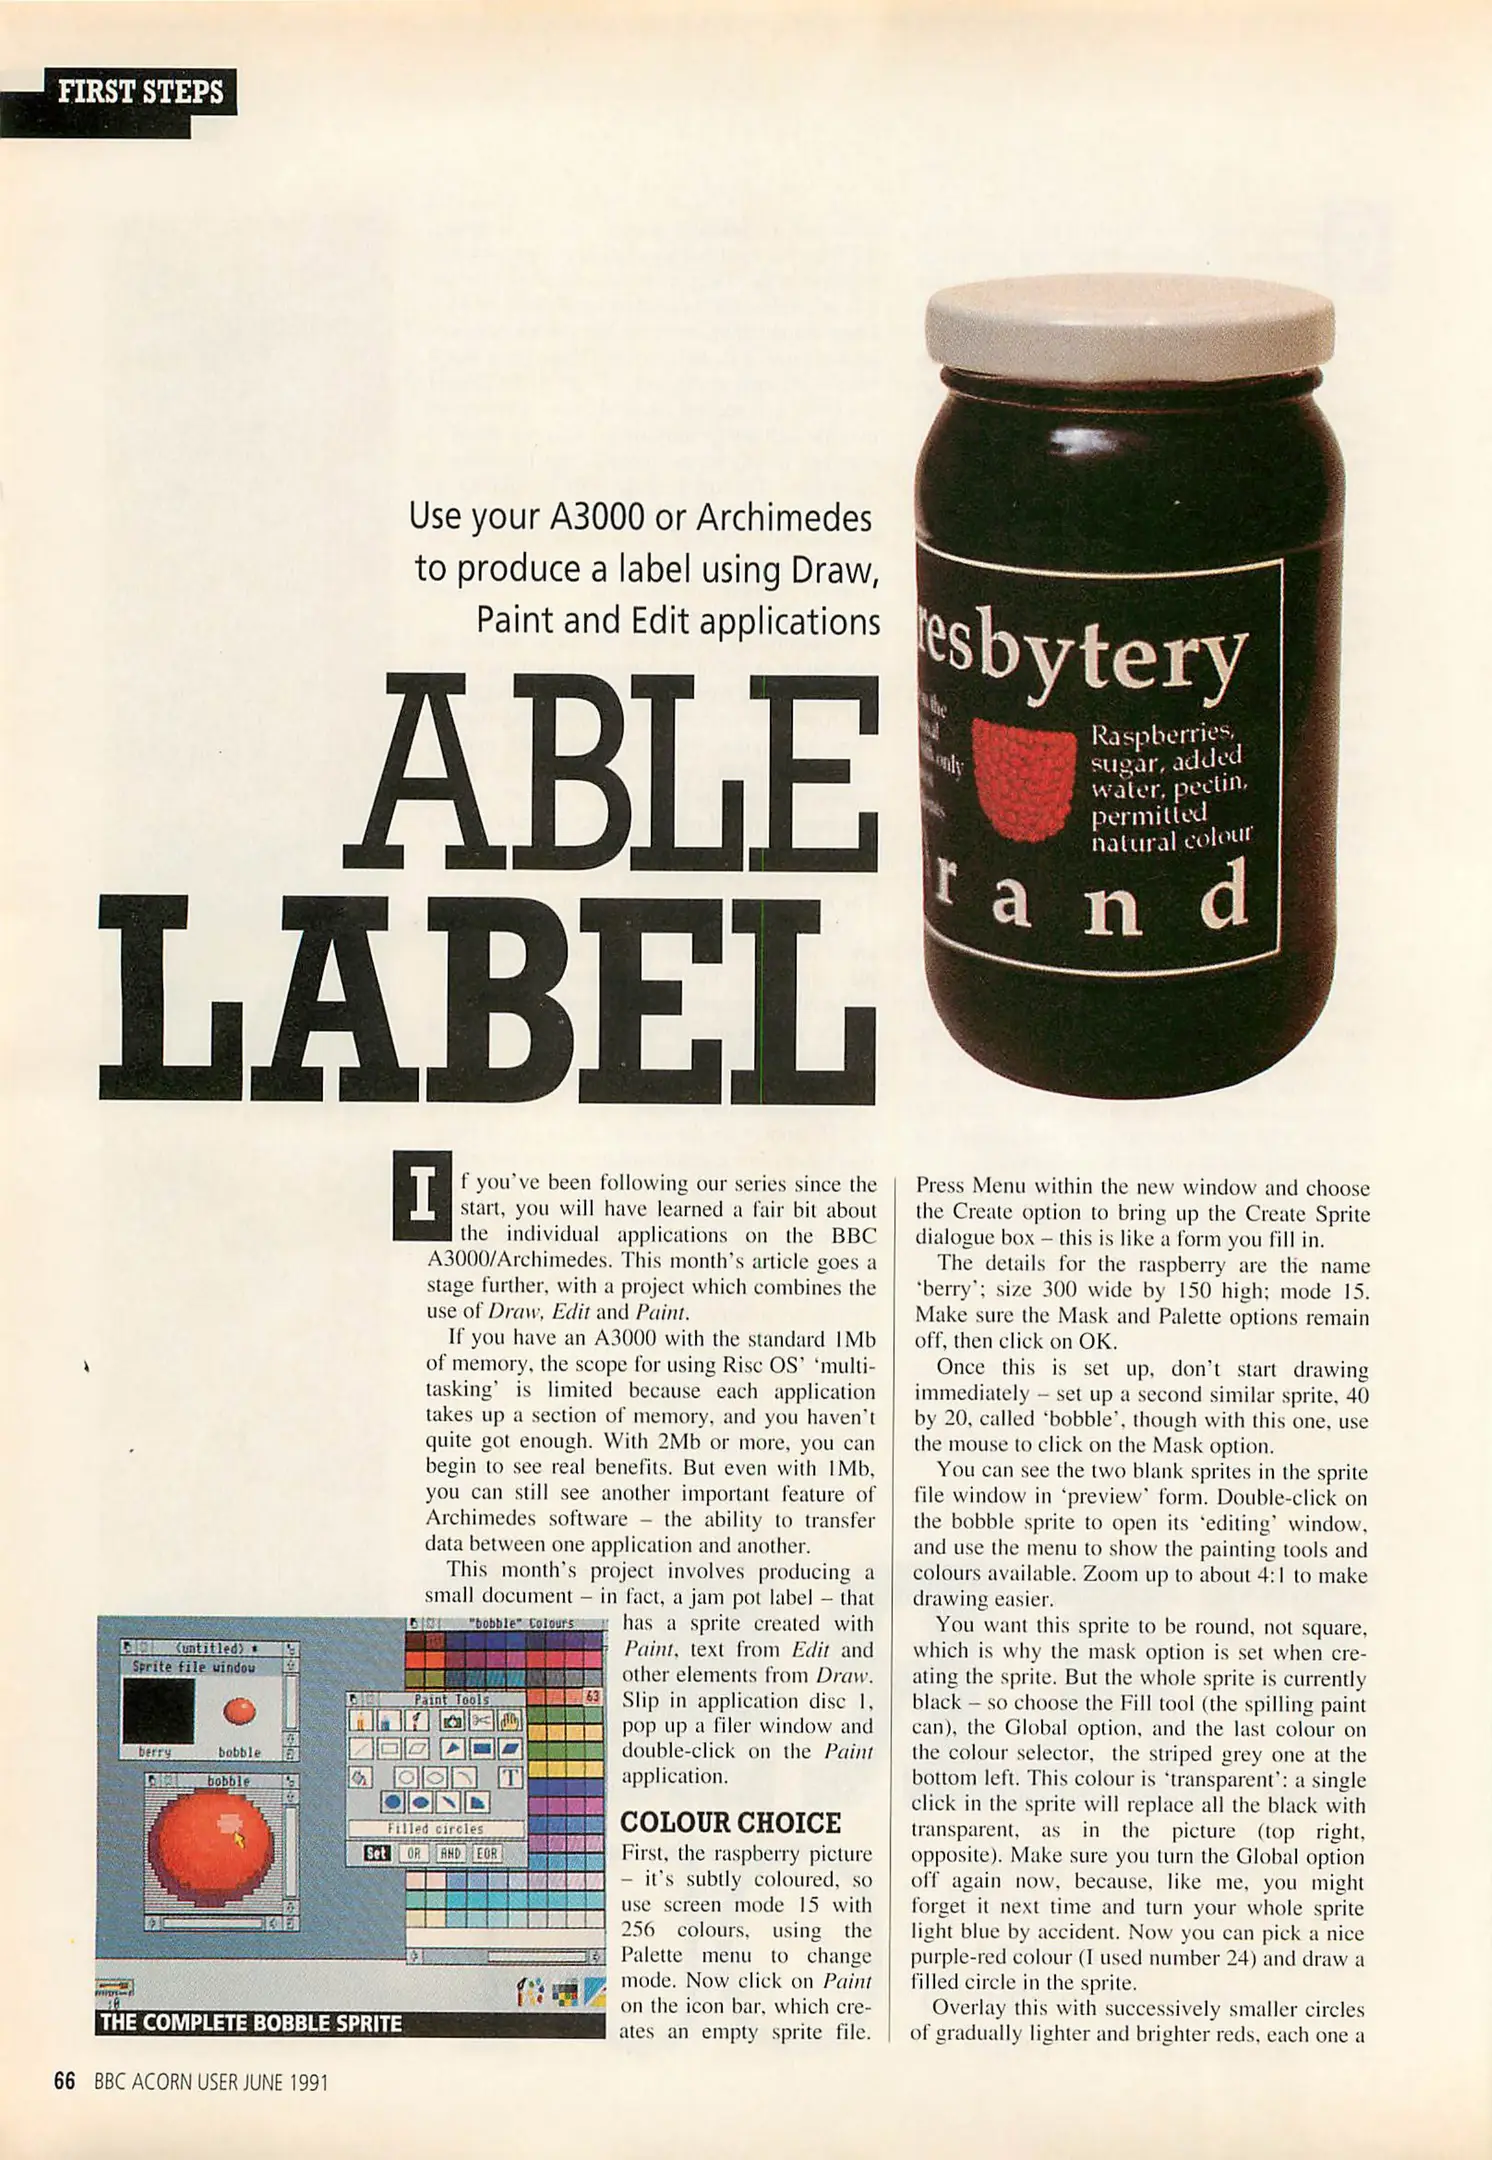 FIRST STEPS
Use your A3000 or Archimedes
to produce a label using Draw,
Paint and Edit applications
ABLE
LABEL
resbytery
Raspberries,
sugar, added
water, pectin,
permitted
natural colour
only
rand
If you've been following our series since the
start, you will have learned a fair bit about
the individual applications on the BBC
A3000/Archimedes. This month's article goes a
stage further, with a project which combines the
use of Draw, Edit and Paint.
If you have an A3000 with the standard 1Mb
of memory, the scope for using Risc OS' 'multi-
tasking' is limited because each application
takes up a section of memory, and you haven't
quite got enough. With 2Mb or more, you can
begin to see real benefits. But even with 1Mb,
you can still see another important feature of
Archimedes software – the ability to transfer
data between one application and another.
This month's project involves producing a
small document – in fact, a jam pot label – that
has a sprite created with
Paint, text from Edit and
other elements from Draw.
Slip in application disc 1,
pop up a filer window and
double-click on the Paint
application.
COLOUR CHOICE
First, the raspberry picture
– it's subtly coloured, so
use screen mode 15 with
256 colours, using the
Palette menu to change
mode. Now click on Paint
on the icon bar, which cre-
ates an empty sprite file.
"bobble" Colours
(untitled) *
Sprite file window
berry bobble
bobble
Paint Tools
63
T
Filled circles
Set OR AND EOR
:0
THE COMPLETE BOBBLE SPRITE
Press Menu within the new window and choose
the Create option to bring up the Create Sprite
dialogue box – this is like a form you fill in.
The details for the raspberry are the name
'berry'; size 300 wide by 150 high; mode 15.
Make sure the Mask and Palette options remain
off, then click on OK.
Once this is set up, don't start drawing
immediately – set up a second similar sprite, 40
by 20, called 'bobble', though with this one, use
the mouse to click on the Mask option.
You can see the two blank sprites in the sprite
file window in 'preview' form. Double-click on
the bobble sprite to open its 'editing' window,
and use the menu to show the painting tools and
colours available. Zoom up to about 4:1 to make
drawing easier.
You want this sprite to be round, not square,
which is why the mask option is set when cre-
ating the sprite. But the whole sprite is currently
black – so choose the Fill tool (the spilling paint
can), the Global option, and the last colour on
the colour selector, the striped grey one at the
bottom left. This colour is 'transparent': a single
click in the sprite will replace all the black with
transparent, as in the picture (top right,
opposite). Make sure you turn the Global option
off again now, because, like me, you might
forget it next time and turn your whole sprite
light blue by accident. Now you can pick a nice
purple-red colour (I used number 24) and draw a
filled circle in the sprite.
Overlay this with successively smaller circles
of gradually lighter and brighter reds, each one a
66 BBC ACORN USER JUNE 1991